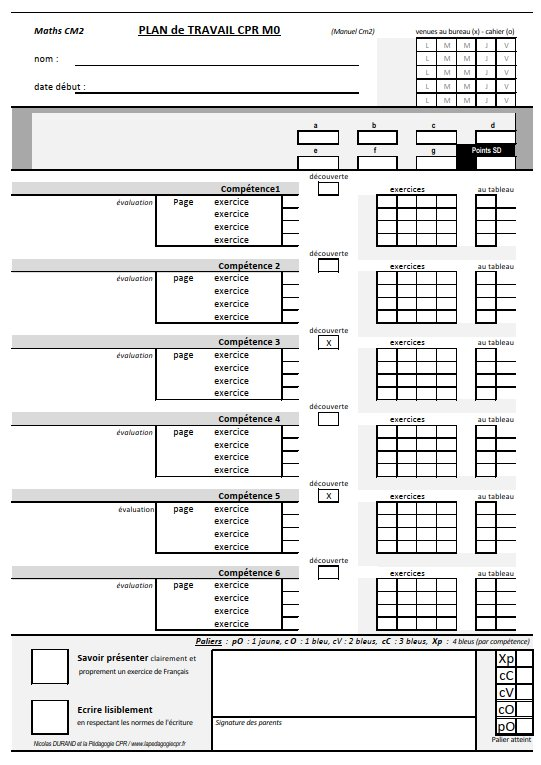 Maths CM2 PLAN de TRAVAIL CPR M0 (Manuel Cm2) venues au bureau (x) - cahier (o)
L M M J V
nom : L M M J V
L M M J V
date début : L M M J V
L M M J V
a b c d
e f g Points SD
découverte
Compétence1 exercices au tableau
évaluation Page exercice
exercice
exercice
exercice
découverte
Compétence 2 exercices au tableau
évaluation page exercice
exercice
exercice
exercice
découverte
Compétence 3 X exercices au tableau
évaluation page exercice
exercice
exercice
exercice
découverte
Compétence 4 exercices au tableau
évaluation page exercice
exercice
exercice
exercice
découverte
Compétence 5 X exercices au tableau
évaluation page exercice
exercice
exercice
exercice
découverte
Compétence 6 exercices au tableau
évaluation page exercice
exercice
exercice
exercice
Paliers : pO : 1 jaune, c O : 1 bleu, cV : 2 bleus, cC : 3 bleus, Xp : 4 bleus (par compétence)
Savoir présenter clairement et
proprement un exercice de Français
Ecrire lisiblement
en respectant les normes de l'écriture
Signature des parents
Xp
cC
cV
cO
pO
Palier atteint
Nicolas DURAND et la Pédagogie CPR / www.lapedagogiecpr.fr